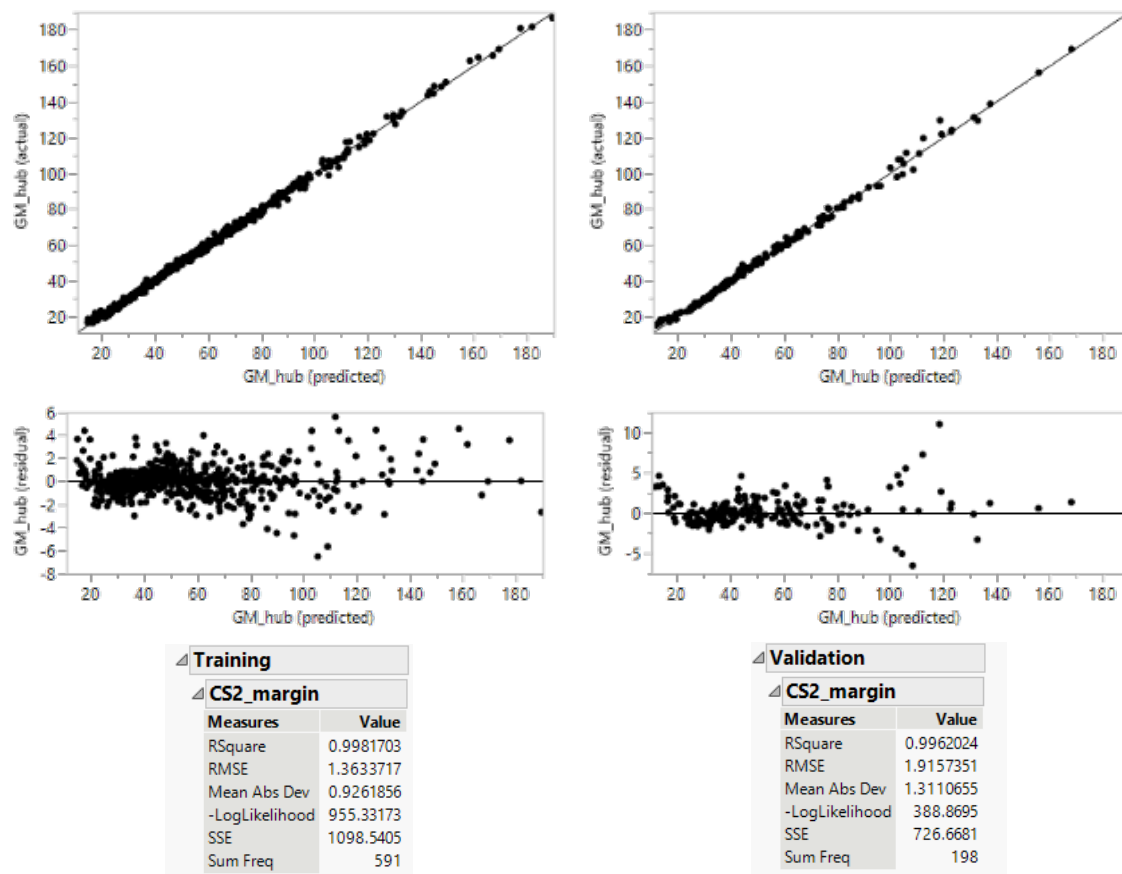 GM_hub (actual)
180
160
140
120
100
80
60
40
20
20 40 60 80 100 120 140 160 180
GM_hub (predicted)
GM_hub (actual)
180
160
140
120
100
80
60
40
20
20 40 60 80 100 120 140 160 180
GM_hub (predicted)
GM_hub (residual)
6
4
2
0
-2
-4
-6
-8
20 40 60 80 100 120 140 160 180
GM_hub (predicted)
GM_hub (residual)
10
5
0
-5
20 40 60 80 100 120 140 160 180
GM_hub (predicted)
Training
CS2_margin
Measures Value
RSquare 0.9981703
RMSE 1.3633717
Mean Abs Dev 0.9261856
-LogLikelihood 955.33173
SSE 1098.5405
Sum Freq 591
Validation
CS2_margin
Measures Value
RSquare 0.9962024
RMSE 1.9157351
Mean Abs Dev 1.3110655
-LogLikelihood 388.8695
SSE 726.6681
Sum Freq 198